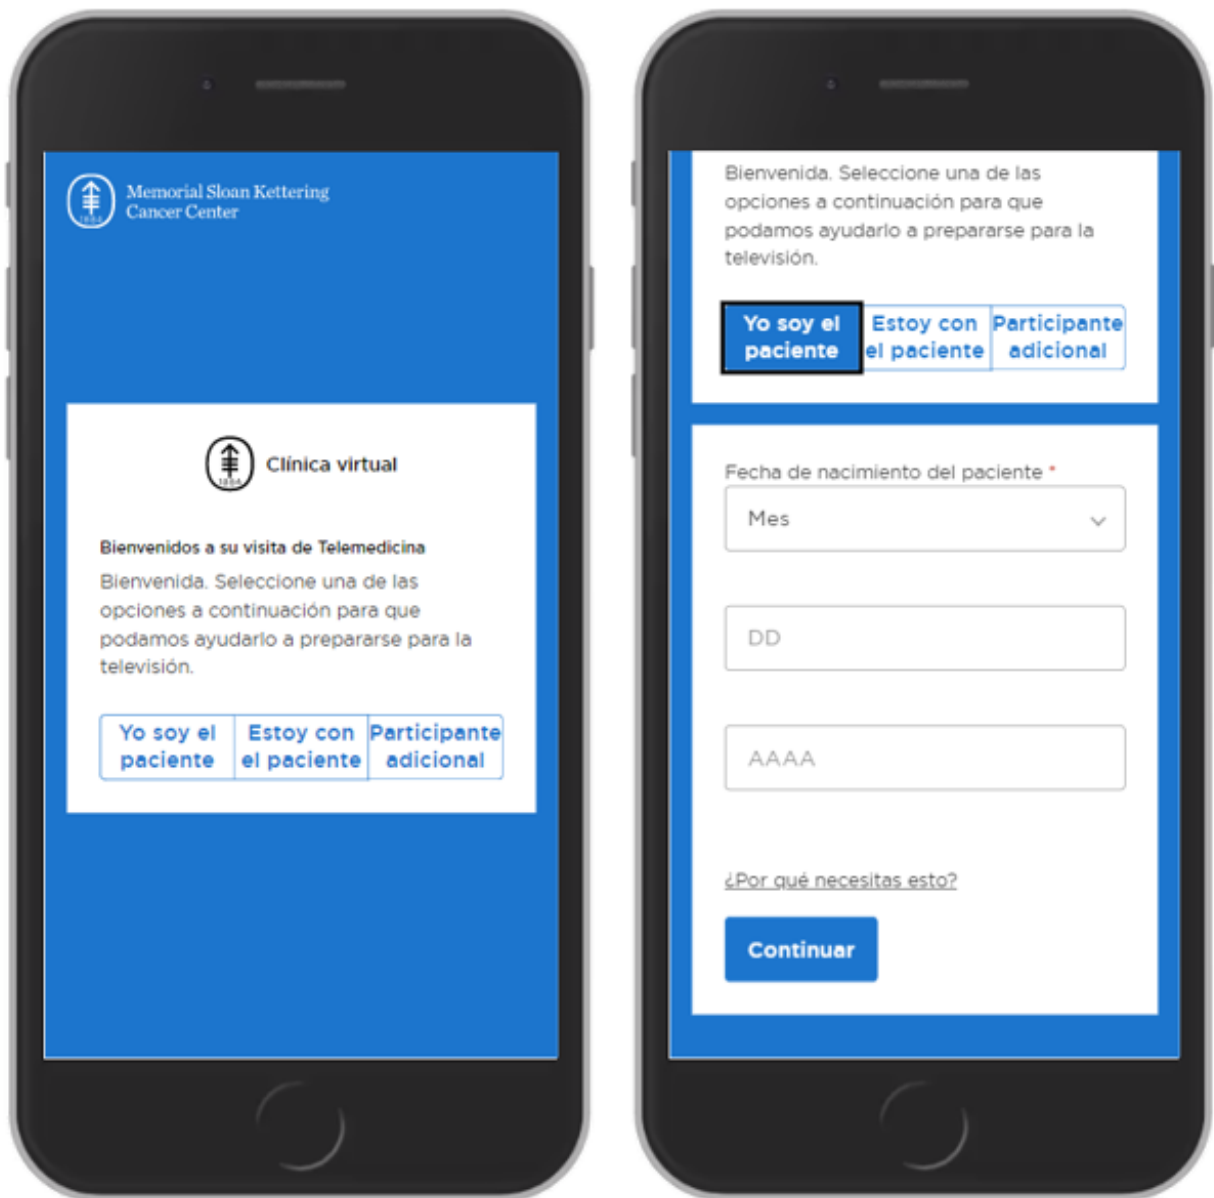 Memorial Sloan Kettering
Cancer Center
1884
Clínica virtual
Bienvenidos a su visita de Telemedicina
Bienvenida. Seleccione una de las
opciones a continuación para que
podamos ayudarlo a prepararse para la
televisión.
Yo soy el
paciente
Estoy con
el paciente
Participante
adicional
Bienvenida. Seleccione una de las
opciones a continuación para que
podamos ayudarlo a prepararse para la
televisión.
Yo soy el
paciente
Estoy con
el paciente
Participante
adicional
Fecha de nacimiento del paciente *
Mes
DD
AAAA
¿Por qué necesitas esto?
Continuar